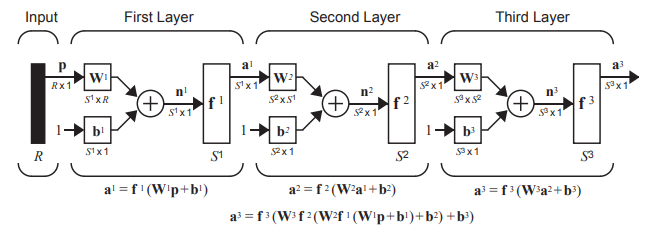 Input First Layer Second Layer Third Layer
p a¹ a² a³
W¹ W² W³
R x 1 n¹ S¹ x 1 n² S² x 1 n³ S³ x 1
S¹ x R S² x S¹ S³ x S²
+ f ¹ + f ² + f ³
S¹ x 1 S² x 1 S³ x 1
1 b¹ 1 b² 1 b³
R S¹ x 1 S¹ S² x 1 S² S³ x 1 S³
a¹ = f ¹ (W¹p+b¹) a² = f ² (W²a¹+b²) a³ = f ³ (W³a²+b³)
a³ = f ³ (W³ f ² (W² f ¹ (W¹p+b¹)+b²)+b³)